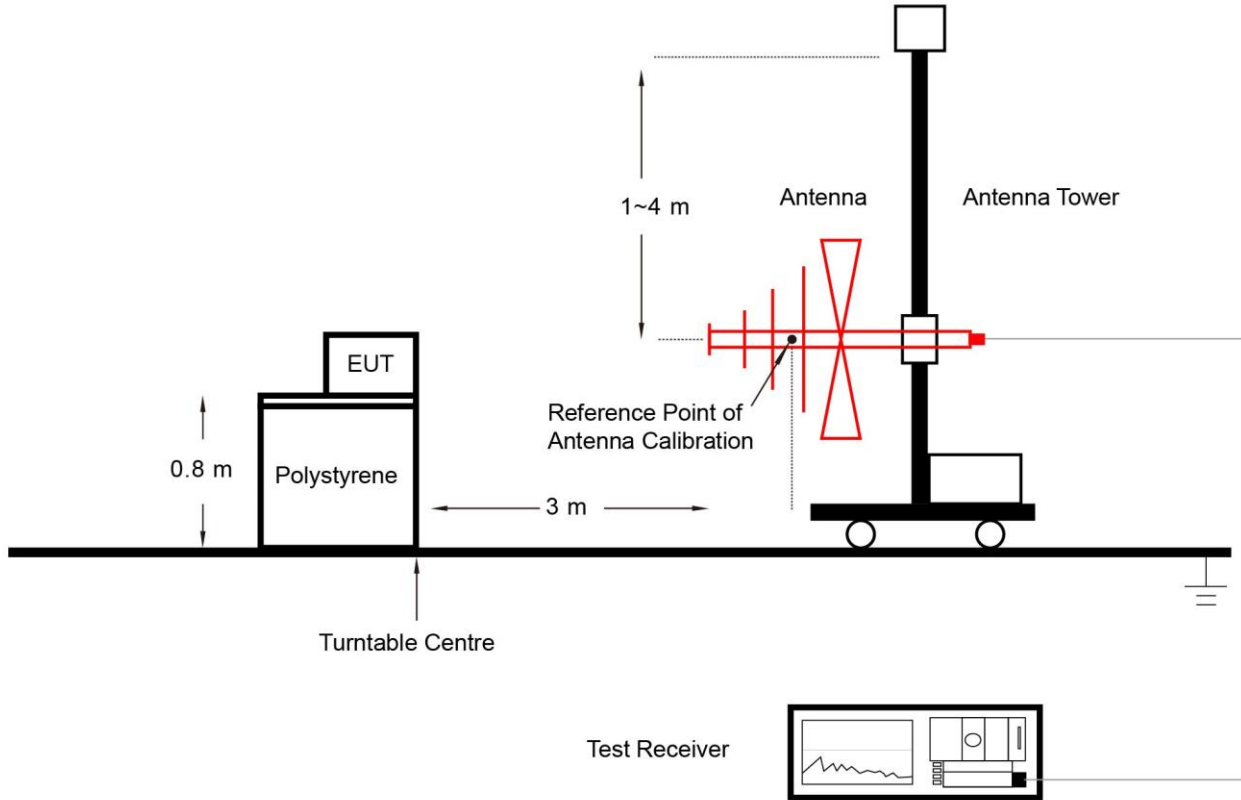 1~4 m
Antenna
Antenna Tower
EUT
Reference Point of
Antenna Calibration
0.8 m
Polystyrene
3 m
Turntable Centre
Test Receiver